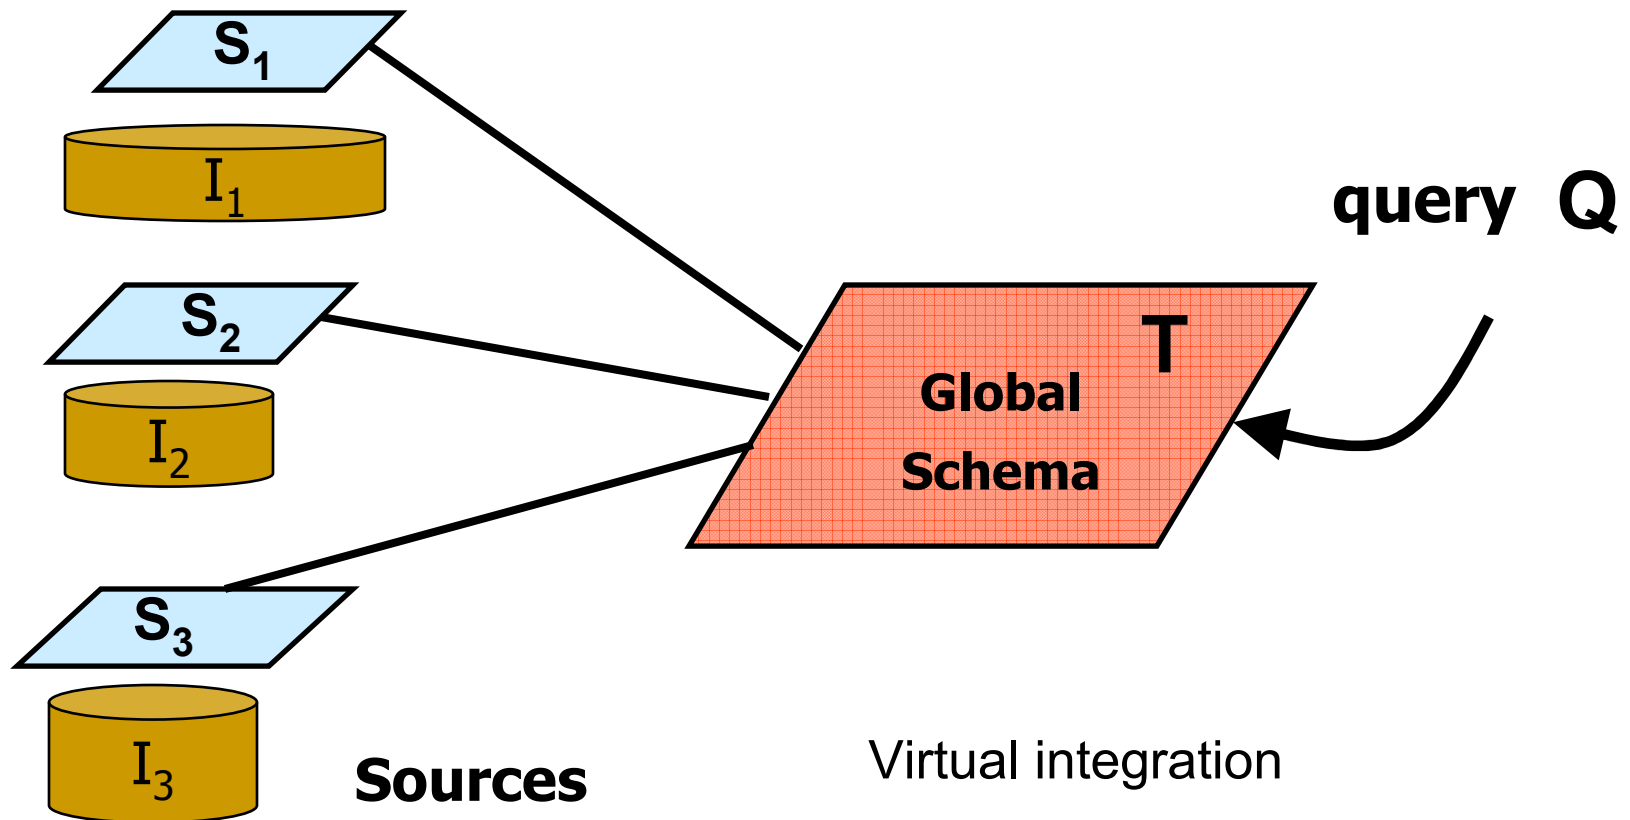 S₁
I₁
query Q
S₂
T
Global
Schema
I₂
S₃
I₃
Sources
Virtual integration